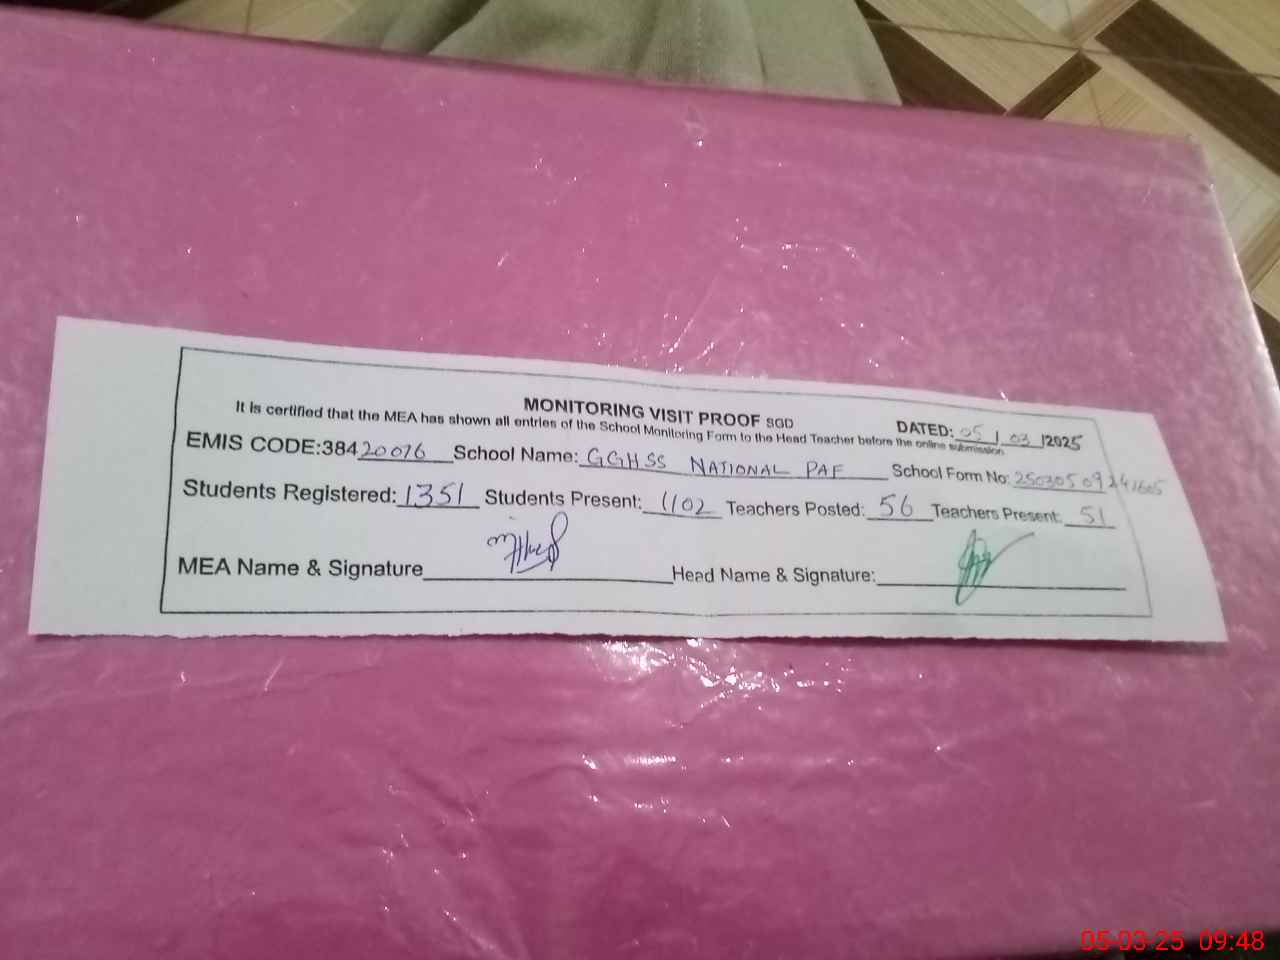 MONITORING VISIT PROOF SGD
DATED: 05/03/2025
It is certified that the MEA has shown all entries of the School Monitoring Form to the Head Teacher before the online submission
EMIS CODE:38420076 School Name: GGHSS NATIONAL PAF School Form No: 25030509241605
Students Registered: 1351 Students Present: 1102 Teachers Posted: 56 Teachers Present: 51
MEA Name & Signature Head Name & Signature:
05-03-25 09:48